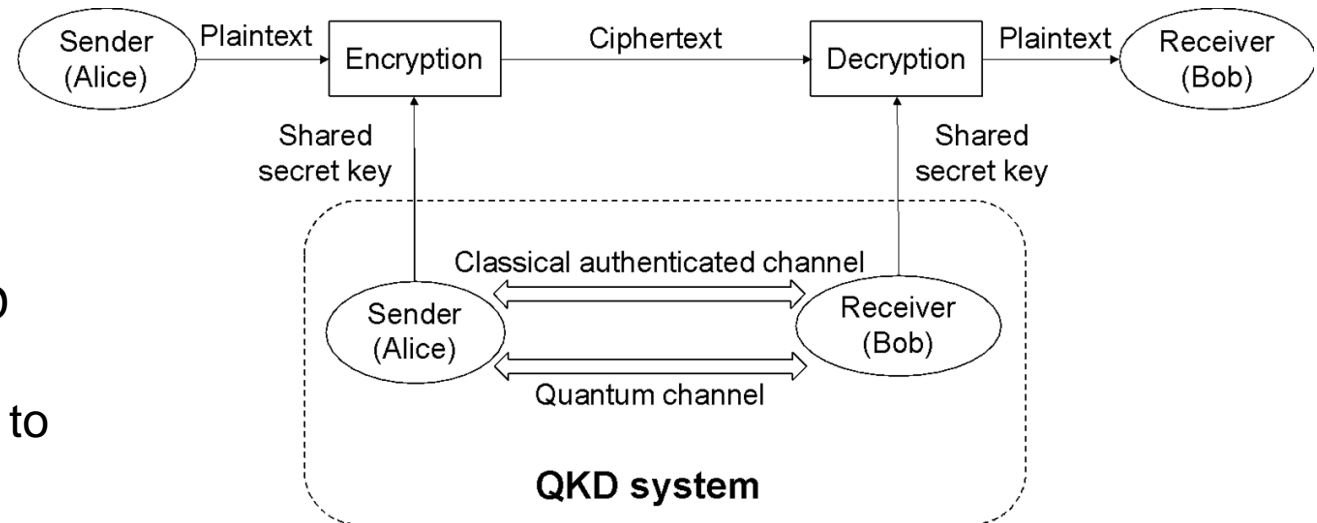 Sender
(Alice)
Plaintext
Encryption
Ciphertext
Decryption
Plaintext
Receiver
(Bob)
Shared
secret key
Shared
secret key
Classical authenticated channel
Sender
(Alice)
Receiver
(Bob)
Quantum channel
to
QKD system